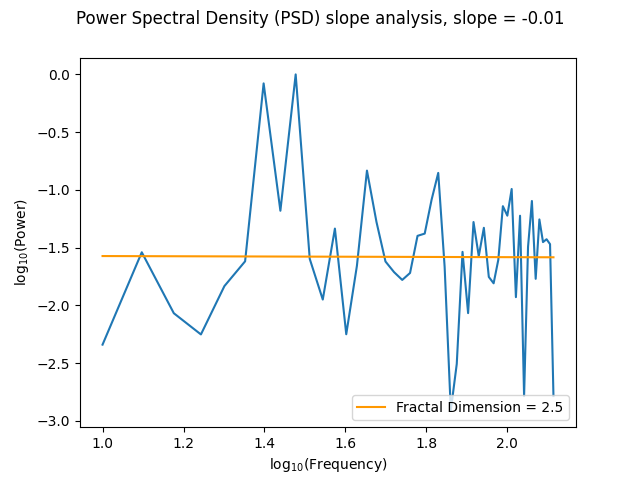 Power Spectral Density (PSD) slope analysis, slope = -0.01
0.0
−0.5
−1.0
−1.5
−2.0
−2.5
−3.0
log₁₀(Power)
Fractal Dimension = 2.5
1.0 1.2 1.4 1.6 1.8 2.0
log₁₀(Frequency)